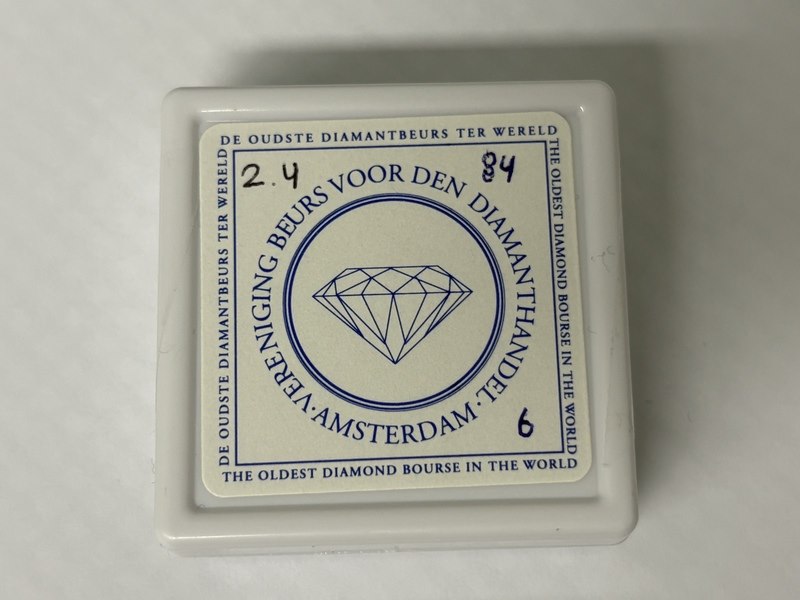 DE OUDSTE DIAMANTBEURS TER WERELD
DE OUDSTE DIAMANTBEURS TER WERELD
THE OLDEST DIAMOND BOURSE IN THE WORLD
2.4
84
VERENIGING BEURS VOOR DEN DIAMANTHANDEL
·AMSTERDAM·
6
THE OLDEST DIAMOND BOURSE IN THE WORLD